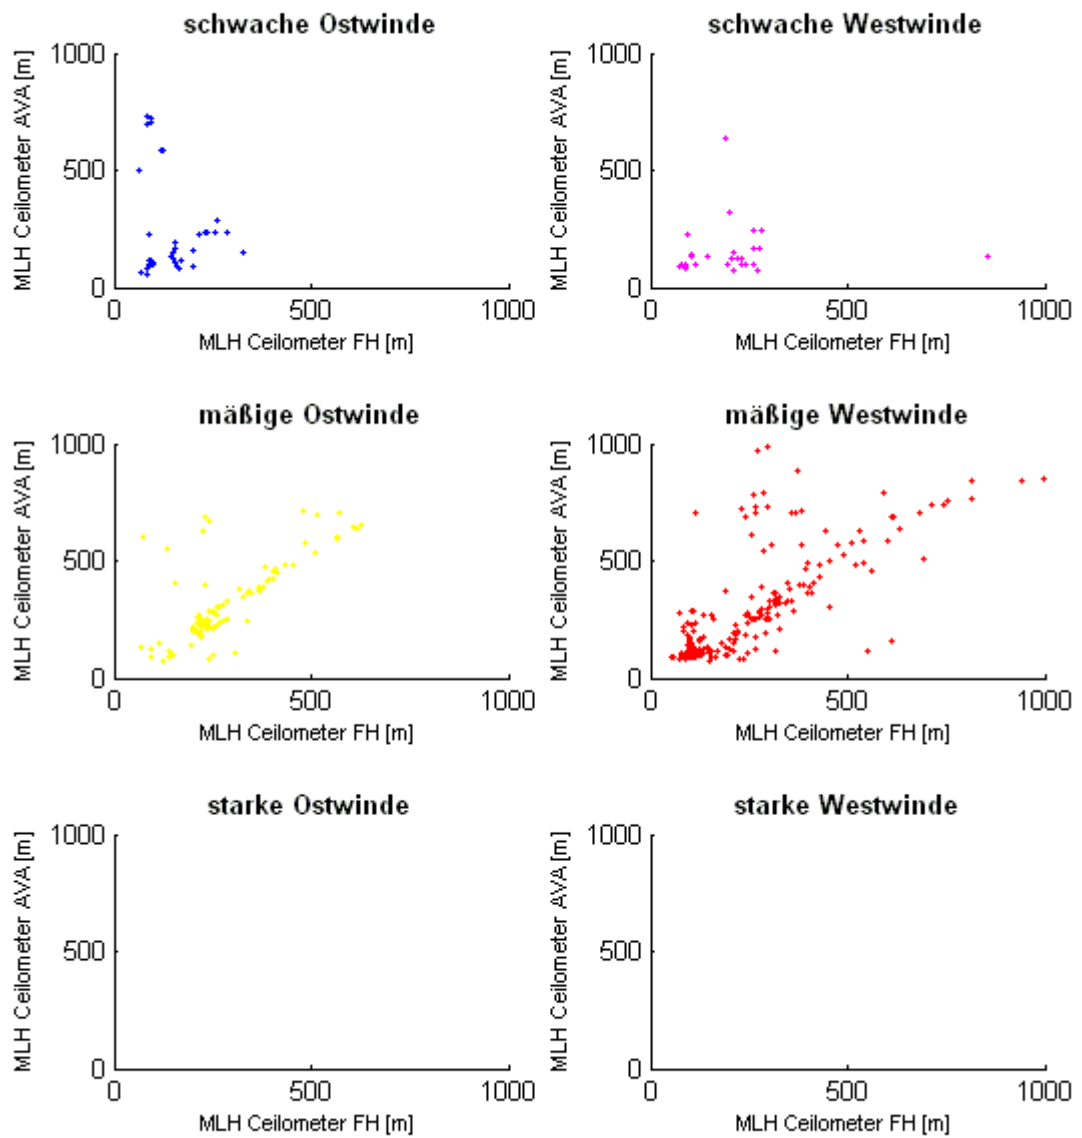 schwache Ostwinde
1000
500
0
MLH Ceilometer AVA [m]
0 500 1000
MLH Ceilometer FH [m]
schwache Westwinde
1000
500
0
MLH Ceilometer AVA [m]
0 500 1000
MLH Ceilometer FH [m]
mäßige Ostwinde
1000
500
0
MLH Ceilometer AVA [m]
0 500 1000
MLH Ceilometer FH [m]
mäßige Westwinde
1000
500
0
MLH Ceilometer AVA [m]
0 500 1000
MLH Ceilometer FH [m]
starke Ostwinde
1000
500
0
MLH Ceilometer AVA [m]
0 500 1000
MLH Ceilometer FH [m]
starke Westwinde
1000
500
0
MLH Ceilometer AVA [m]
0 500 1000
MLH Ceilometer FH [m]